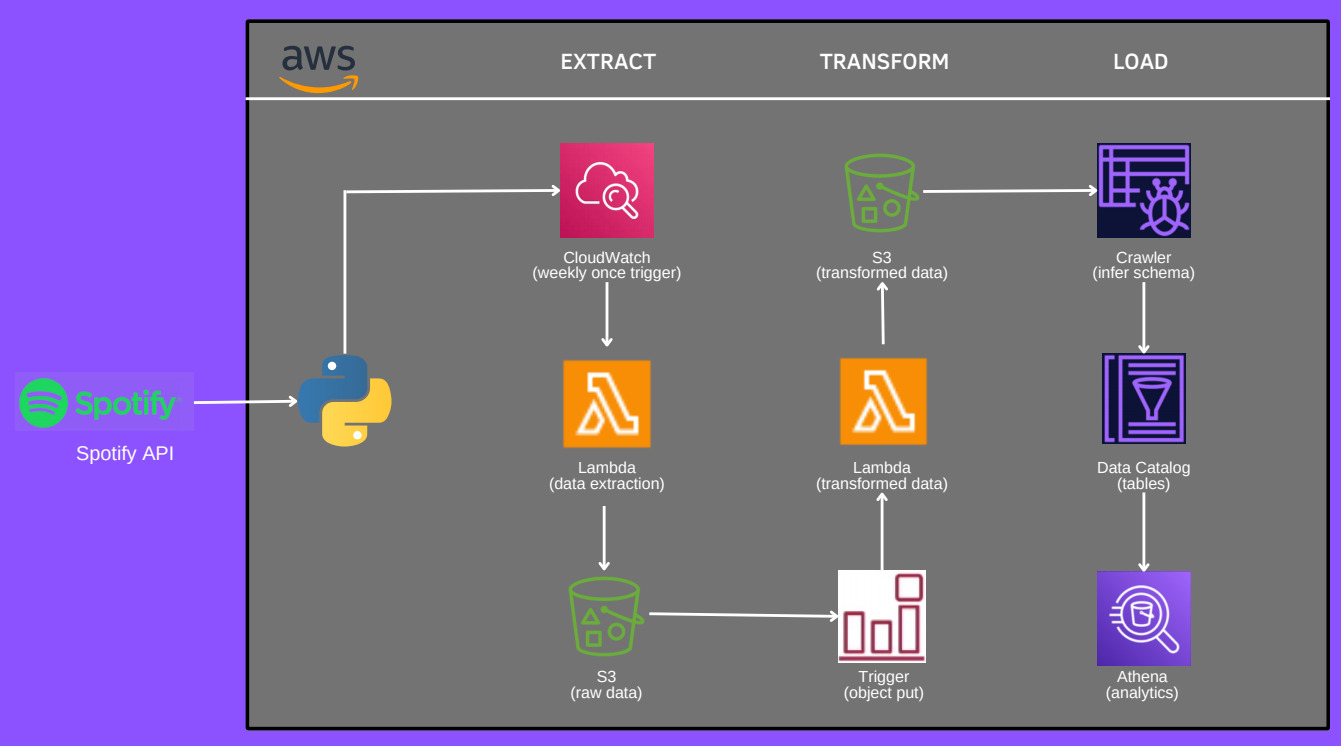 aws
EXTRACT
TRANSFORM
LOAD
CloudWatch
(weekly once trigger)
S3
(transformed data)
Crawler
(infer schema)
Spotify
Spotify API
Lambda
(data extraction)
Lambda
(transformed data)
Data Catalog
(tables)
S3
(raw data)
Trigger
(object put)
Athena
(analytics)